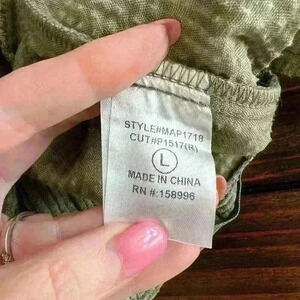 STYLE#MAP1718
CUT#P1517(R)
L
MADE IN CHINA
RN #:158996